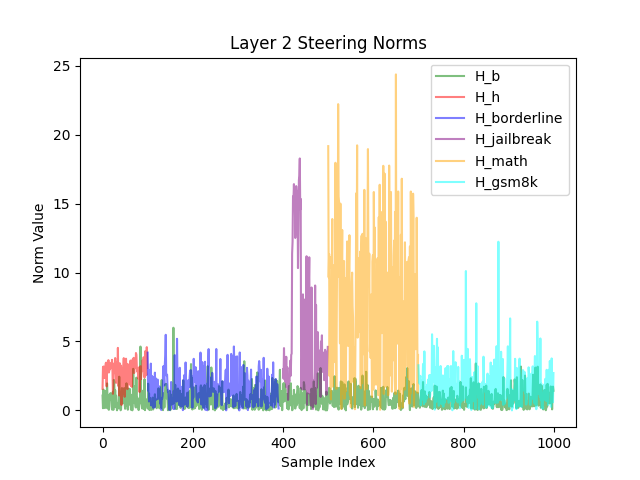 Layer 2 Steering Norms
25
20
15
10
5
0
Norm Value
H_b
H_h
H_borderline
H_jailbreak
H_math
H_gsm8k
0
200
400
600
800
1000
Sample Index